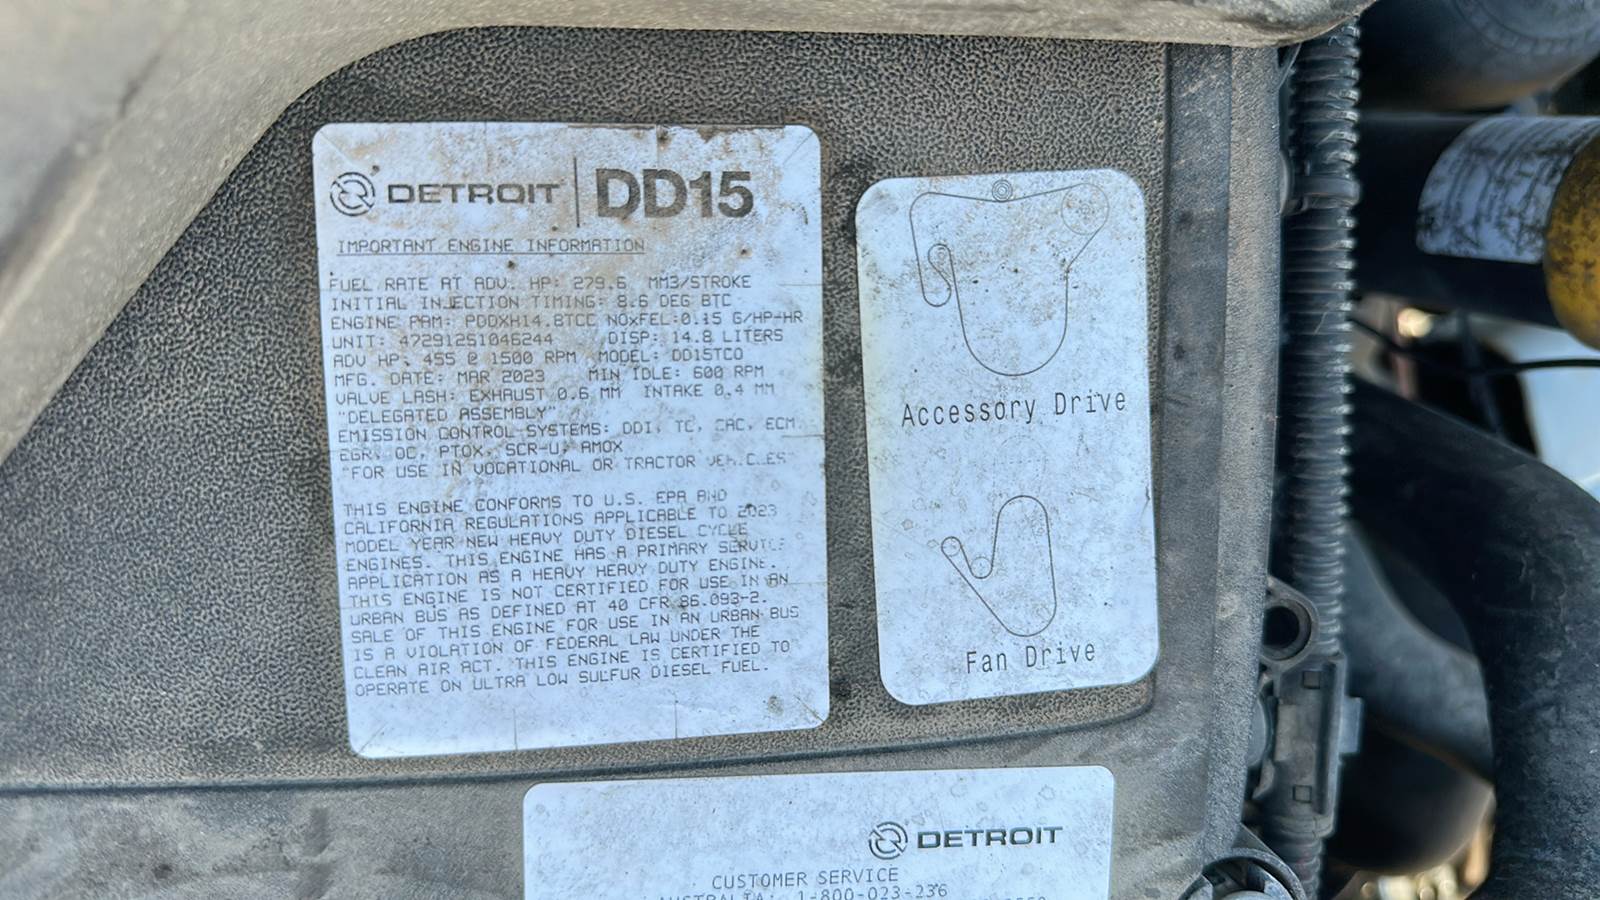 DETROIT | DD15
IMPORTANT ENGINE INFORMATION
FUEL RATE AT ADV. HP: 279.6 MM3/STROKE
INITIAL INJECTION TIMING: 8.6 DEG BTC
ENGINE FAM: PDDXH14.8TCC NOxFEL:0.15 G/HP-HR
UNIT: 472912S1046244 DISP: 14.8 LITERS
ADV HP: 455 @ 1500 RPM MODEL: DD15TCO
MFG. DATE: MAR 2023 MIN IDLE: 600 RPM
VALVE LASH: EXHAUST 0.6 MM INTAKE 0.4 MM
"DELEGATED ASSEMBLY"
EMISSION CONTROL SYSTEMS: DDI, TC, CAC, ECM,
EGR, OC, PTOX, SCR-U, AMOX
"FOR USE IN VOCATIONAL OR TRACTOR VEHICLES"
THIS ENGINE CONFORMS TO U.S. EPA AND
CALIFORNIA REGULATIONS APPLICABLE TO 2023
MODEL YEAR NEW HEAVY DUTY DIESEL CYCLE
ENGINES. THIS ENGINE HAS A PRIMARY SERVICE
APPLICATION AS A HEAVY HEAVY DUTY ENGINE.
THIS ENGINE IS NOT CERTIFIED FOR USE IN AN
URBAN BUS AS DEFINED AT 40 CFR 86.093-2.
SALE OF THIS ENGINE FOR USE IN AN URBAN BUS
IS A VIOLATION OF FEDERAL LAW UNDER THE
CLEAN AIR ACT. THIS ENGINE IS CERTIFIED TO
OPERATE ON ULTRA LOW SULFUR DIESEL FUEL.
Accessory Drive
Fan Drive
DETROIT
CUSTOMER SERVICE
AUSTRALIA: 1-800-023-236